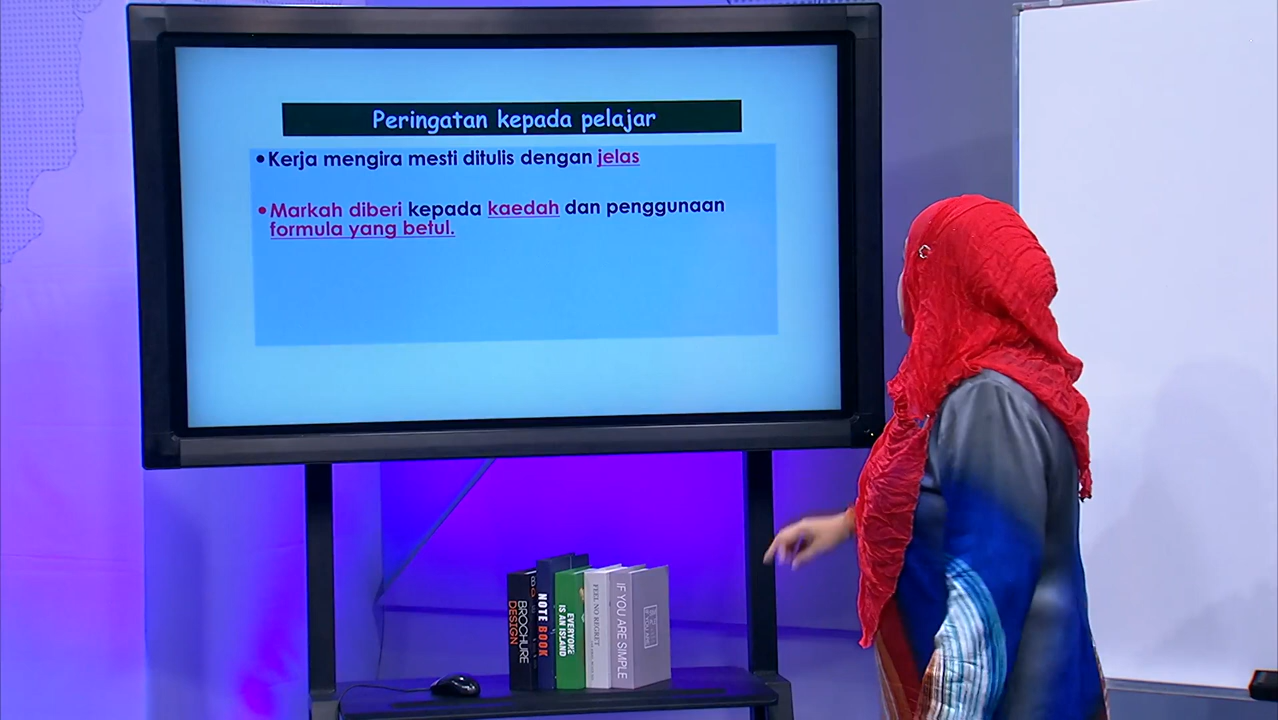 Peringatan kepada pelajar
•Kerja mengira mesti ditulis dengan jelas
•Markah diberi kepada kaedah dan penggunaan
formula yang betul.
BROCHURE
DESIGN
NOTE BOOK
EVERYONE
IS AN ISLAND
FEEL NO REGRET
IF YOU ARE SIMPLE